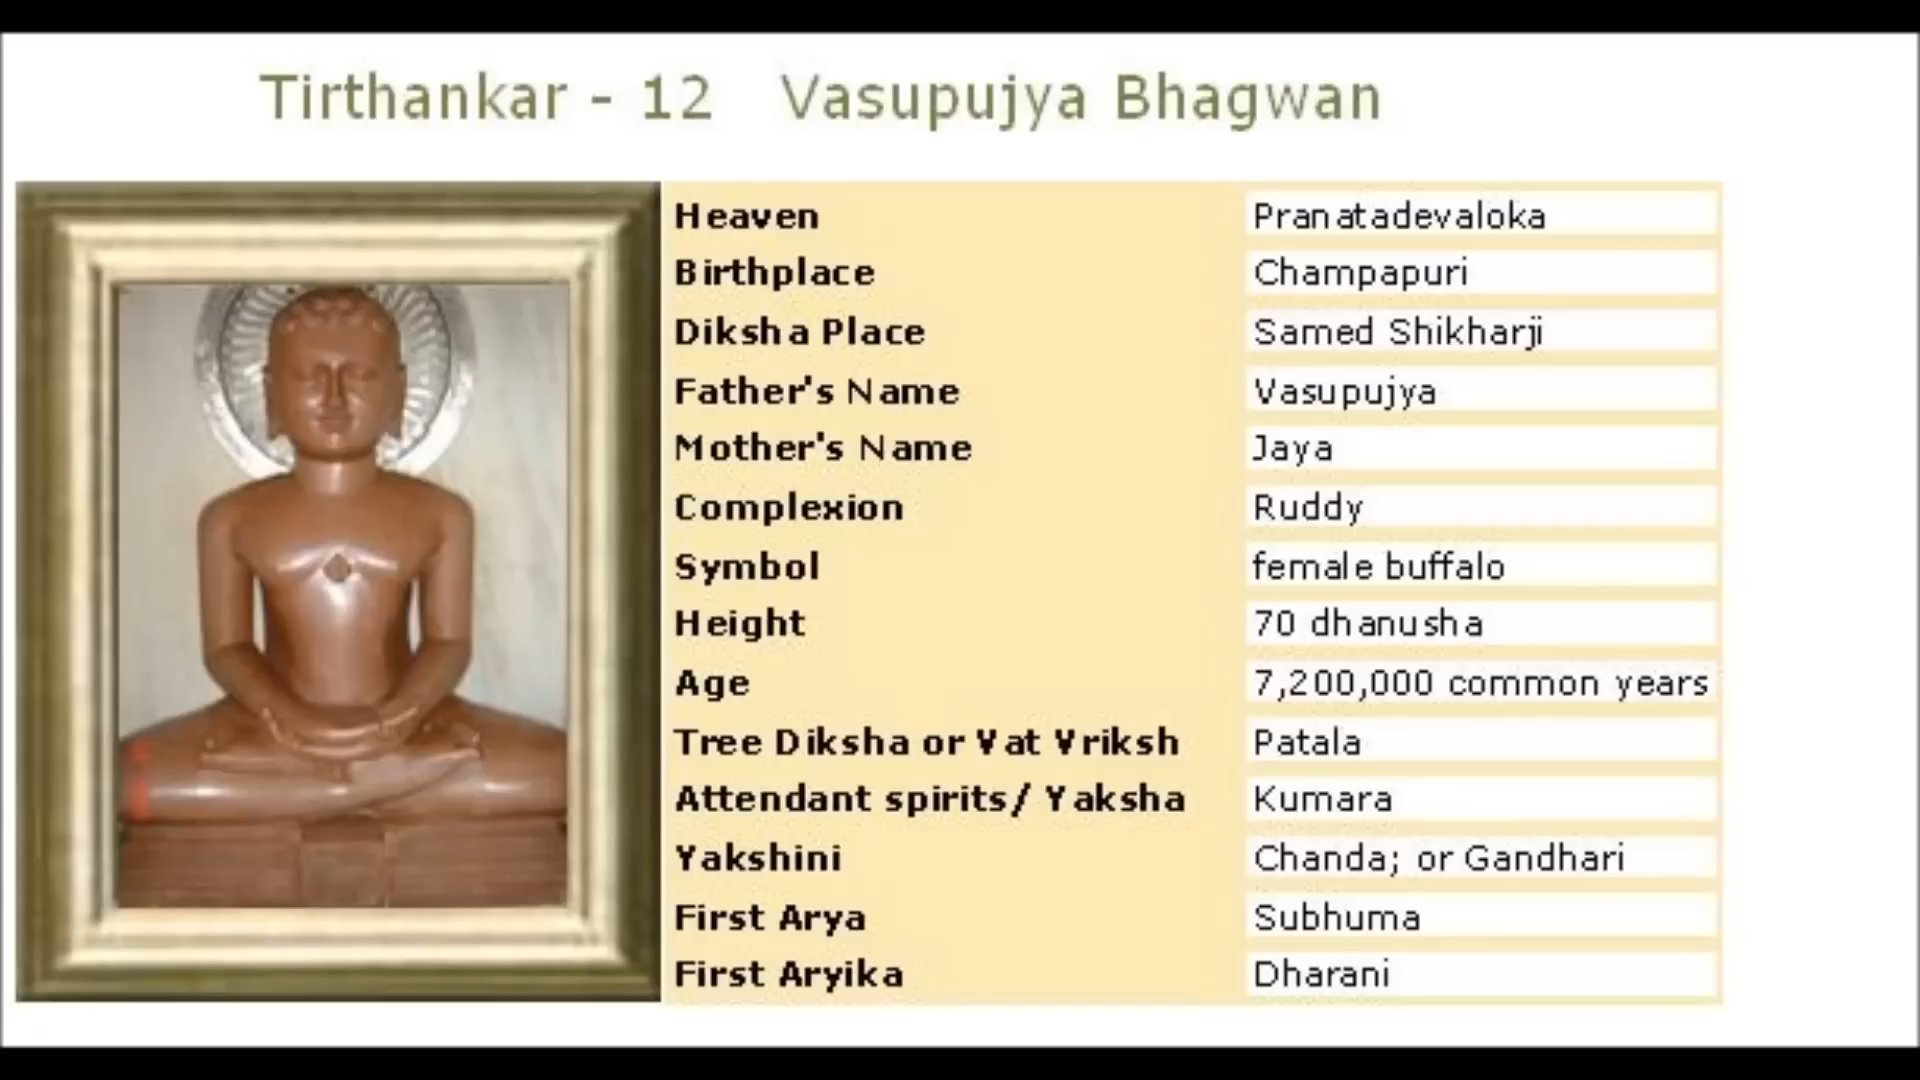 Tirthankar - 12 Vasupujya Bhagwan
Heaven Pranatadevaloka
Birthplace Champapuri
Diksha Place Samed Shikharji
Father's Name Vasupujya
Mother's Name Jaya
Complexion Ruddy
Symbol female buffalo
Height 70 dhanusha
Age 7,200,000 common years
Tree Diksha or Vat Vriksh Patala
Attendant spirits/ Yaksha Kumara
Yakshini Chanda; or Gandhari
First Arya Subhuma
First Aryika Dharani